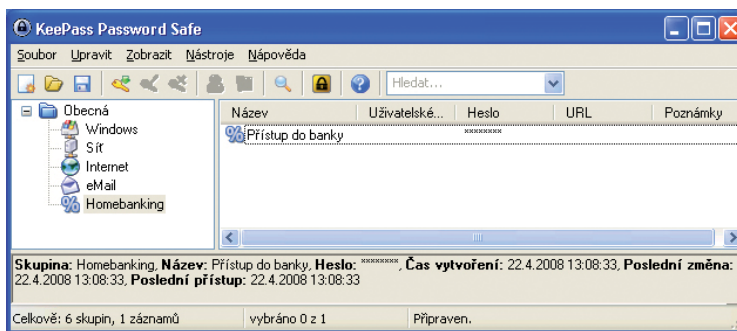 KeePass Password Safe
Soubor Upravit Zobrazit Nástroje Nápověda
Hledat...
Obecná
Windows
Síť
Internet
eMail
Homebanking
Název Uživatelské... Heslo URL Poznámky
Přístup do banky ********
Skupina: Homebanking, Název: Přístup do banky, Heslo: ********, Čas vytvoření: 22.4.2008 13:08:33, Poslední změna:
22.4.2008 13:08:33, Poslední přístup: 22.4.2008 13:08:33
Celkově: 6 skupin, 1 záznamů vybráno 0 z 1 Připraven.